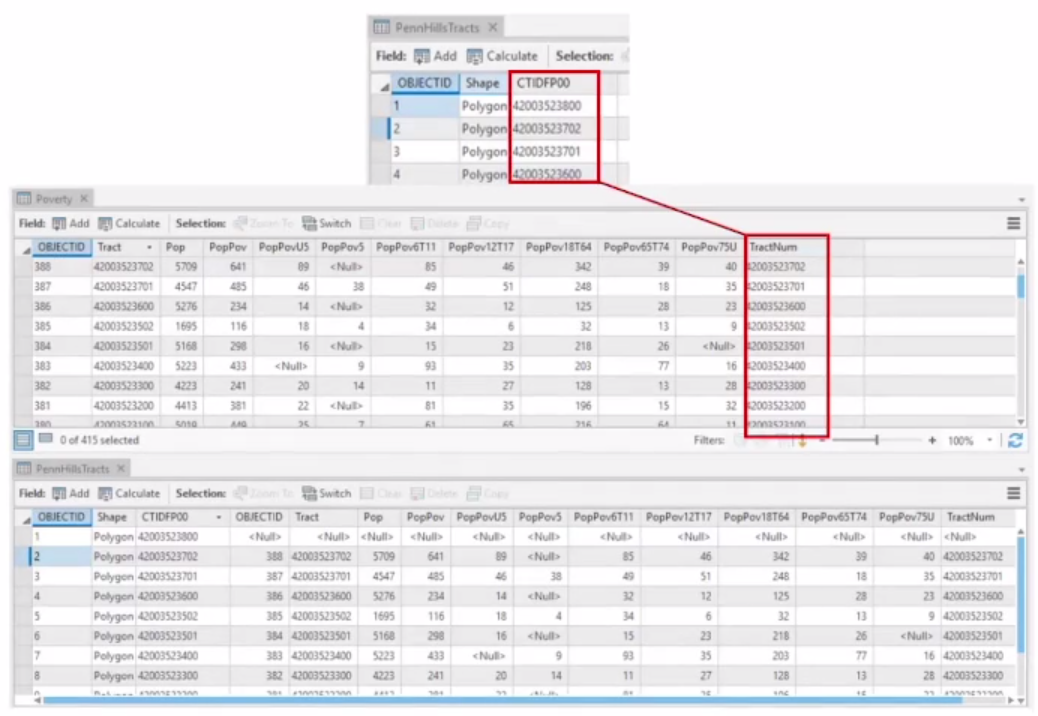 PennHillsTracts ×
Field: Add Calculate Selection:
OBJECTID Shape CTIDFP00
1 Polygon 42003523800
2 Polygon 42003523702
3 Polygon 42003523701
4 Polygon 42003523600
Poverty ×
Field: Add Calculate Selection: Zoom To Switch Clear Delete Copy
OBJECTID Tract Pop PopPov PopPovU5 PopPov5 PopPov6T11 PopPov12T17 PopPov18T64 PopPov65T74 PopPov75U TractNum
388 42003523702 5709 641 89 <Null> 85 46 342 39 40 42003523702
387 42003523701 4547 485 46 38 49 51 248 18 35 42003523701
386 42003523600 5276 234 14 <Null> 32 12 125 28 23 42003523600
385 42003523502 1695 116 18 4 34 6 32 13 9 42003523502
384 42003523501 5168 298 16 <Null> 15 23 218 26 <Null> 42003523501
383 42003523400 5223 433 <Null> 9 93 35 203 77 16 42003523400
382 42003523300 4223 241 20 14 11 27 128 13 28 42003523300
381 42003523200 4413 381 22 <Null> 81 35 196 15 32 42003523200
380 42003523100 5019 449 25 7 61 65 216 64 11 42003523100
0 of 415 selected Filters: - + 100%
PennHillsTracts ×
Field: Add Calculate Selection: Zoom To Switch Clear Delete Copy
OBJECTID Shape CTIDFP00 OBJECTID Tract Pop PopPov PopPovU5 PopPov5 PopPov6T11 PopPov12T17 PopPov18T64 PopPov65T74 PopPov75U TractNum
1 Polygon 42003523800 <Null> <Null> <Null> <Null> <Null> <Null> <Null> <Null> <Null> <Null> <Null> <Null>
2 Polygon 42003523702 388 42003523702 5709 641 89 <Null> 85 46 342 39 40 42003523702
3 Polygon 42003523701 387 42003523701 4547 485 46 38 49 51 248 18 35 42003523701
4 Polygon 42003523600 386 42003523600 5276 234 14 <Null> 32 12 125 28 23 42003523600
5 Polygon 42003523502 385 42003523502 1695 116 18 4 34 6 32 13 9 42003523502
6 Polygon 42003523501 384 42003523501 5168 298 16 <Null> 15 23 218 26 <Null> 42003523501
7 Polygon 42003523400 383 42003523400 5223 433 <Null> 9 93 35 203 77 16 42003523400
8 Polygon 42003523300 382 42003523300 4223 241 20 14 11 27 128 13 28 42003523300